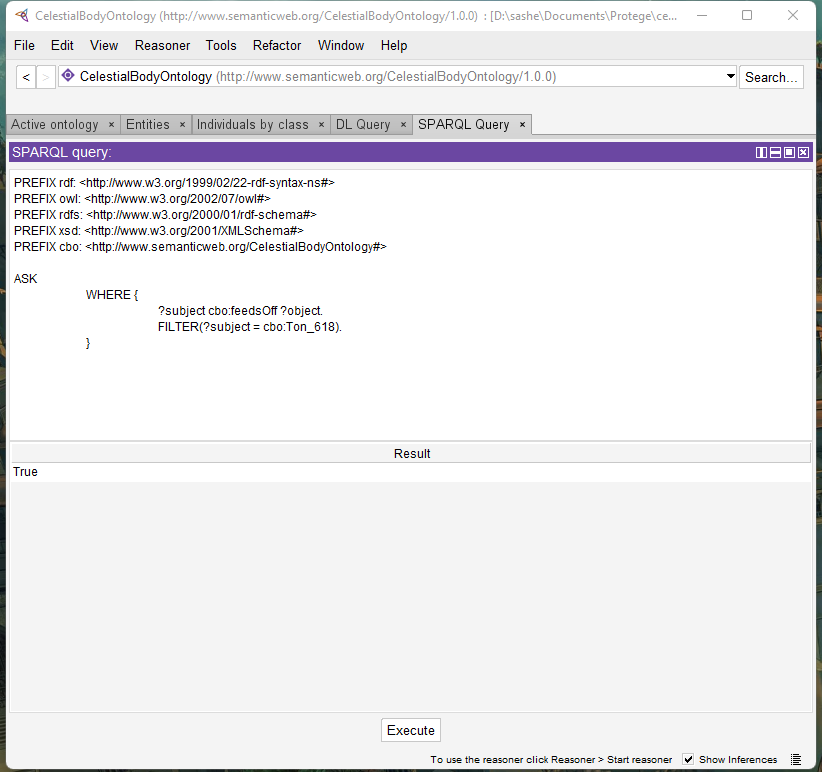 CelestialBodyOntology (http://www.semanticweb.org/CelestialBodyOntology/1.0.0) : [D:\sashe\Documents\Protege\ce...
File Edit View Reasoner Tools Refactor Window Help
< > CelestialBodyOntology (http://www.semanticweb.org/CelestialBodyOntology/1.0.0) Search...
Active ontology × Entities × Individuals by class × DL Query × SPARQL Query ×
SPARQL query:
PREFIX rdf: <http://www.w3.org/1999/02/22-rdf-syntax-ns#>
PREFIX owl: <http://www.w3.org/2002/07/owl#>
PREFIX rdfs: <http://www.w3.org/2000/01/rdf-schema#>
PREFIX xsd: <http://www.w3.org/2001/XMLSchema#>
PREFIX cbo: <http://www.semanticweb.org/CelestialBodyOntology#>
ASK
WHERE {
?subject cbo:feedsOff ?object.
FILTER(?subject = cbo:Ton_618).
}
Result
True
Execute
To use the reasoner click Reasoner > Start reasoner Show Inferences